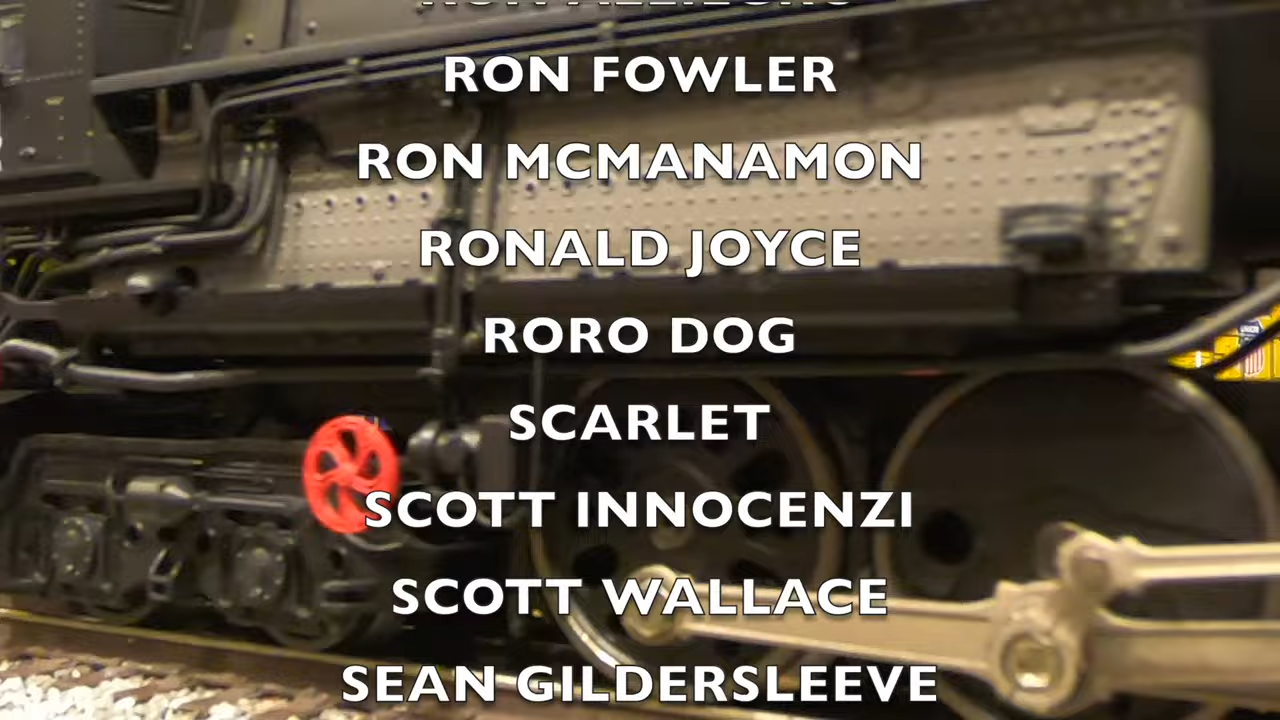 RON FOWLER
RON MCMANAMON
RONALD JOYCE
RORO DOG
SCARLET
SCOTT INNOCENZI
SCOTT WALLACE
SEAN GILDERSLEEVE